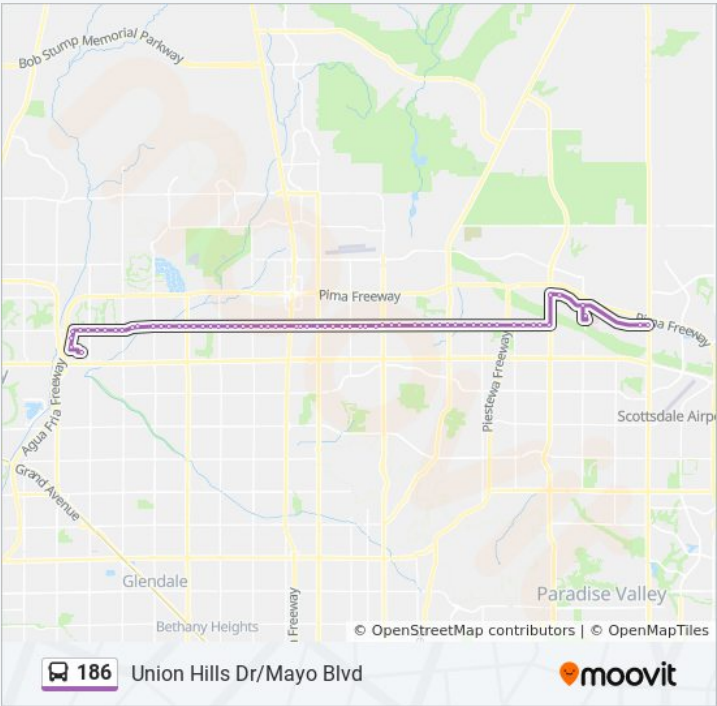 Bob Stump Memorial Parkway
Pima Freeway
Pima Freeway
Piestewa Freeway
Agua Fria Freeway
Scottsdale Airpo
Grand Avenue
Glendale
Paradise Valley
Bethany Heights
Freeway
© OpenStreetMap contributors | © OpenMapTiles
186 Union Hills Dr/Mayo Blvd
moovit